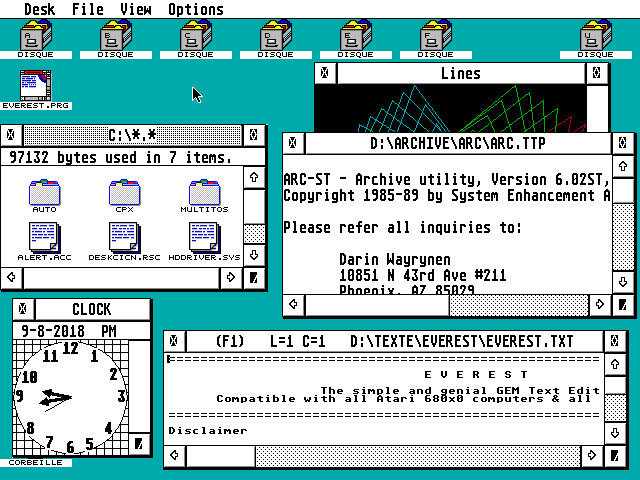 Desk File View Options
A B C D E F U
DISQUE DISQUE DISQUE DISQUE DISQUE DISQUE DISQUE
EVEREST.PRG
Lines
C:\*.*
97132 bytes used in 7 items.
AUTO CPX MULTITOS
ALERT.ACC DESKCICN.RSC HDDRIVER.SYS
D:\ARCHIVE\ARC\ARC.TTP
ARC-ST - Archive utility, Version 6.02ST,
Copyright 1985-89 by System Enhancement A
Please refer all inquiries to:
Darin Wayrynen
10851 N 43rd Ave #211
Phoenix, AZ 85029
CLOCK
9-8-2018 PM
12
11 1
10 2
9 3
8 4
7 5
6
CORBEILLE
(F1) L=1 C=1 D:\TEXTE\EVEREST\EVEREST.TXT
E V E R E S T
The simple and genial GEM Text Edit
Compatible with all Atari 680x0 computers & all
Disclaimer